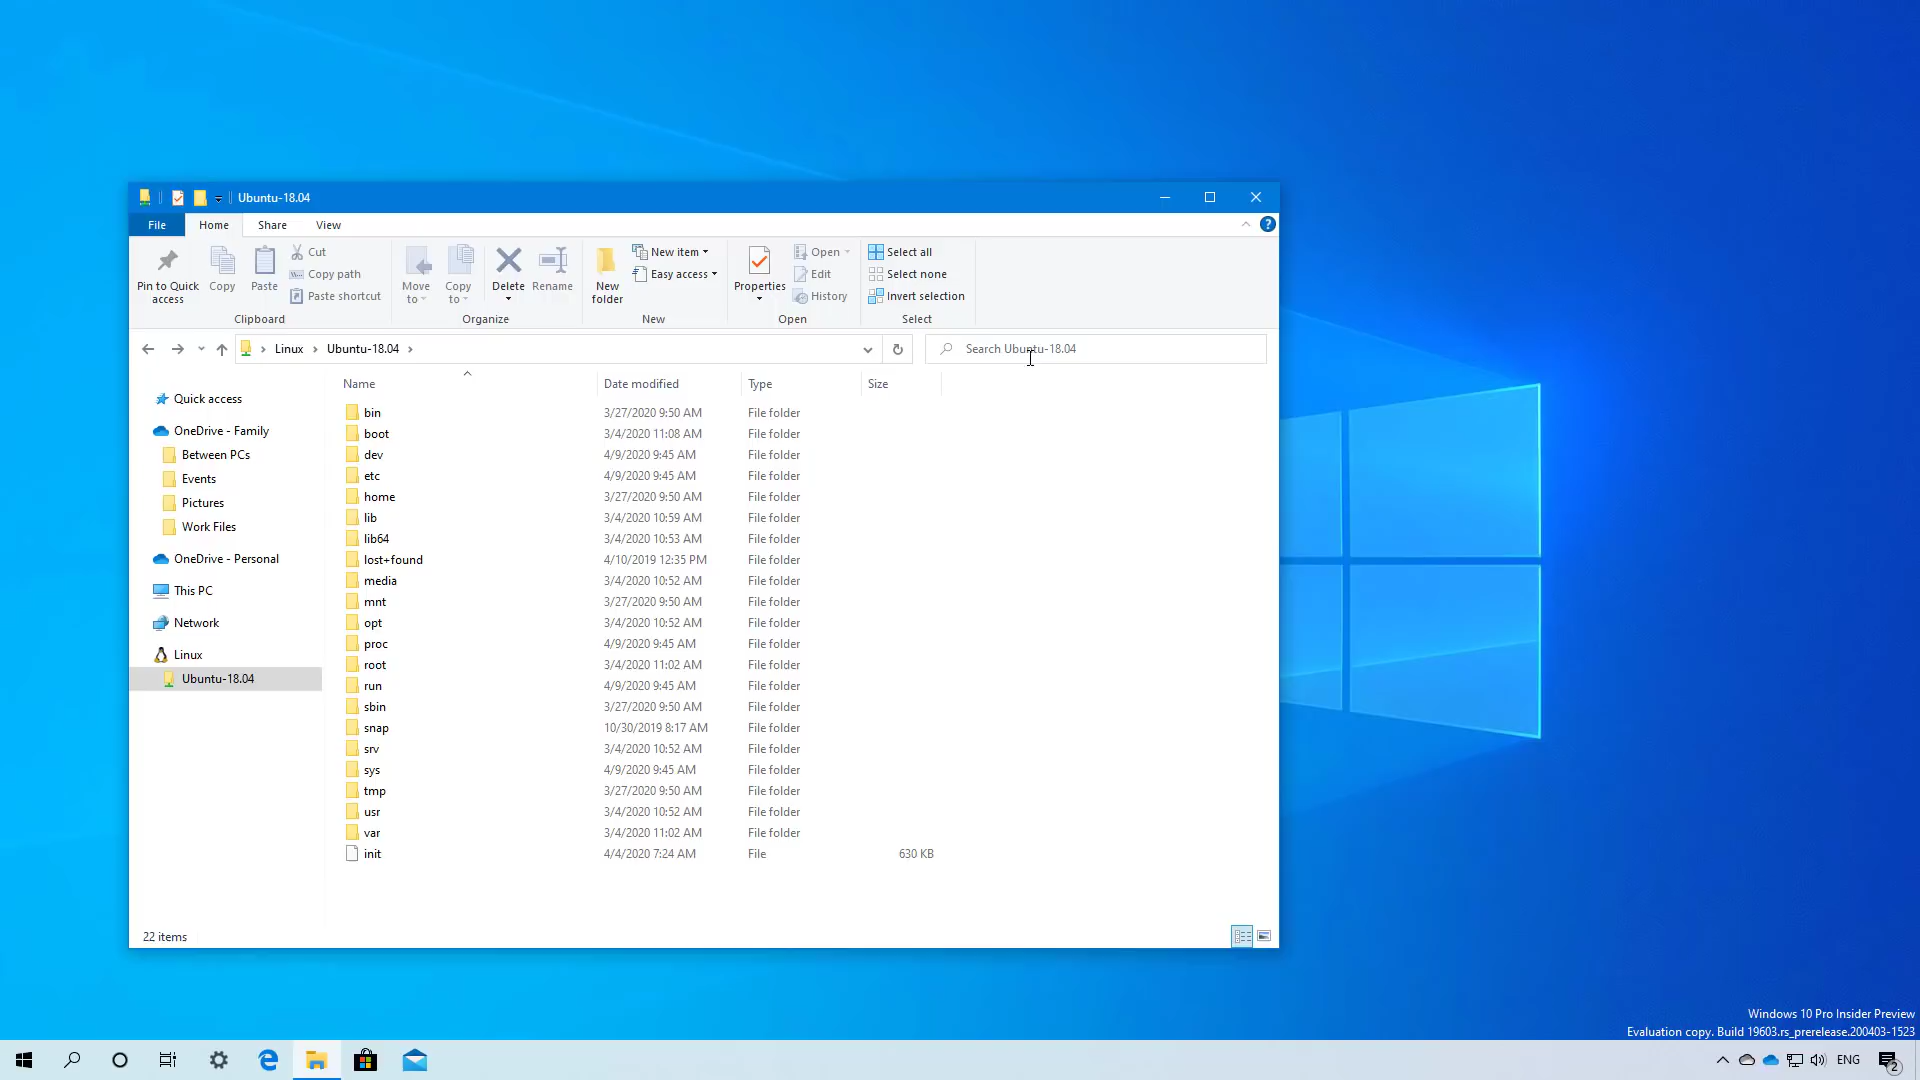 Ubuntu-18.04
File Home Share View
Pin to Quick access
Copy
Paste
Cut
Copy path
Paste shortcut
Clipboard
Move to
Copy to
Delete
Rename
Organize
New folder
New item
Easy access
New
Properties
Open
Edit
History
Open
Select all
Select none
Invert selection
Select
Linux Ubuntu-18.04
Search Ubuntu-18.04
Quick access
OneDrive - Family
Between PCs
Events
Pictures
Work Files
OneDrive - Personal
This PC
Network
Linux
Ubuntu-18.04
Name Date modified Type Size
bin 3/27/2020 9:50 AM File folder
boot 3/4/2020 11:08 AM File folder
dev 4/9/2020 9:45 AM File folder
etc 4/9/2020 9:45 AM File folder
home 3/27/2020 9:50 AM File folder
lib 3/4/2020 10:59 AM File folder
lib64 3/4/2020 10:53 AM File folder
lost+found 4/10/2019 12:35 PM File folder
media 3/4/2020 10:52 AM File folder
mnt 3/27/2020 9:50 AM File folder
opt 3/4/2020 10:52 AM File folder
proc 4/9/2020 9:45 AM File folder
root 3/4/2020 11:02 AM File folder
run 4/9/2020 9:45 AM File folder
sbin 3/27/2020 9:50 AM File folder
snap 10/30/2019 8:17 AM File folder
srv 3/4/2020 10:52 AM File folder
sys 4/9/2020 9:45 AM File folder
tmp 3/27/2020 9:50 AM File folder
usr 3/4/2020 10:52 AM File folder
var 3/4/2020 11:02 AM File folder
init 4/4/2020 7:24 AM File 630 KB
22 items
Windows 10 Pro Insider Preview
Evaluation copy. Build 19603.rs_prerelease.200403-1523
ENG
2